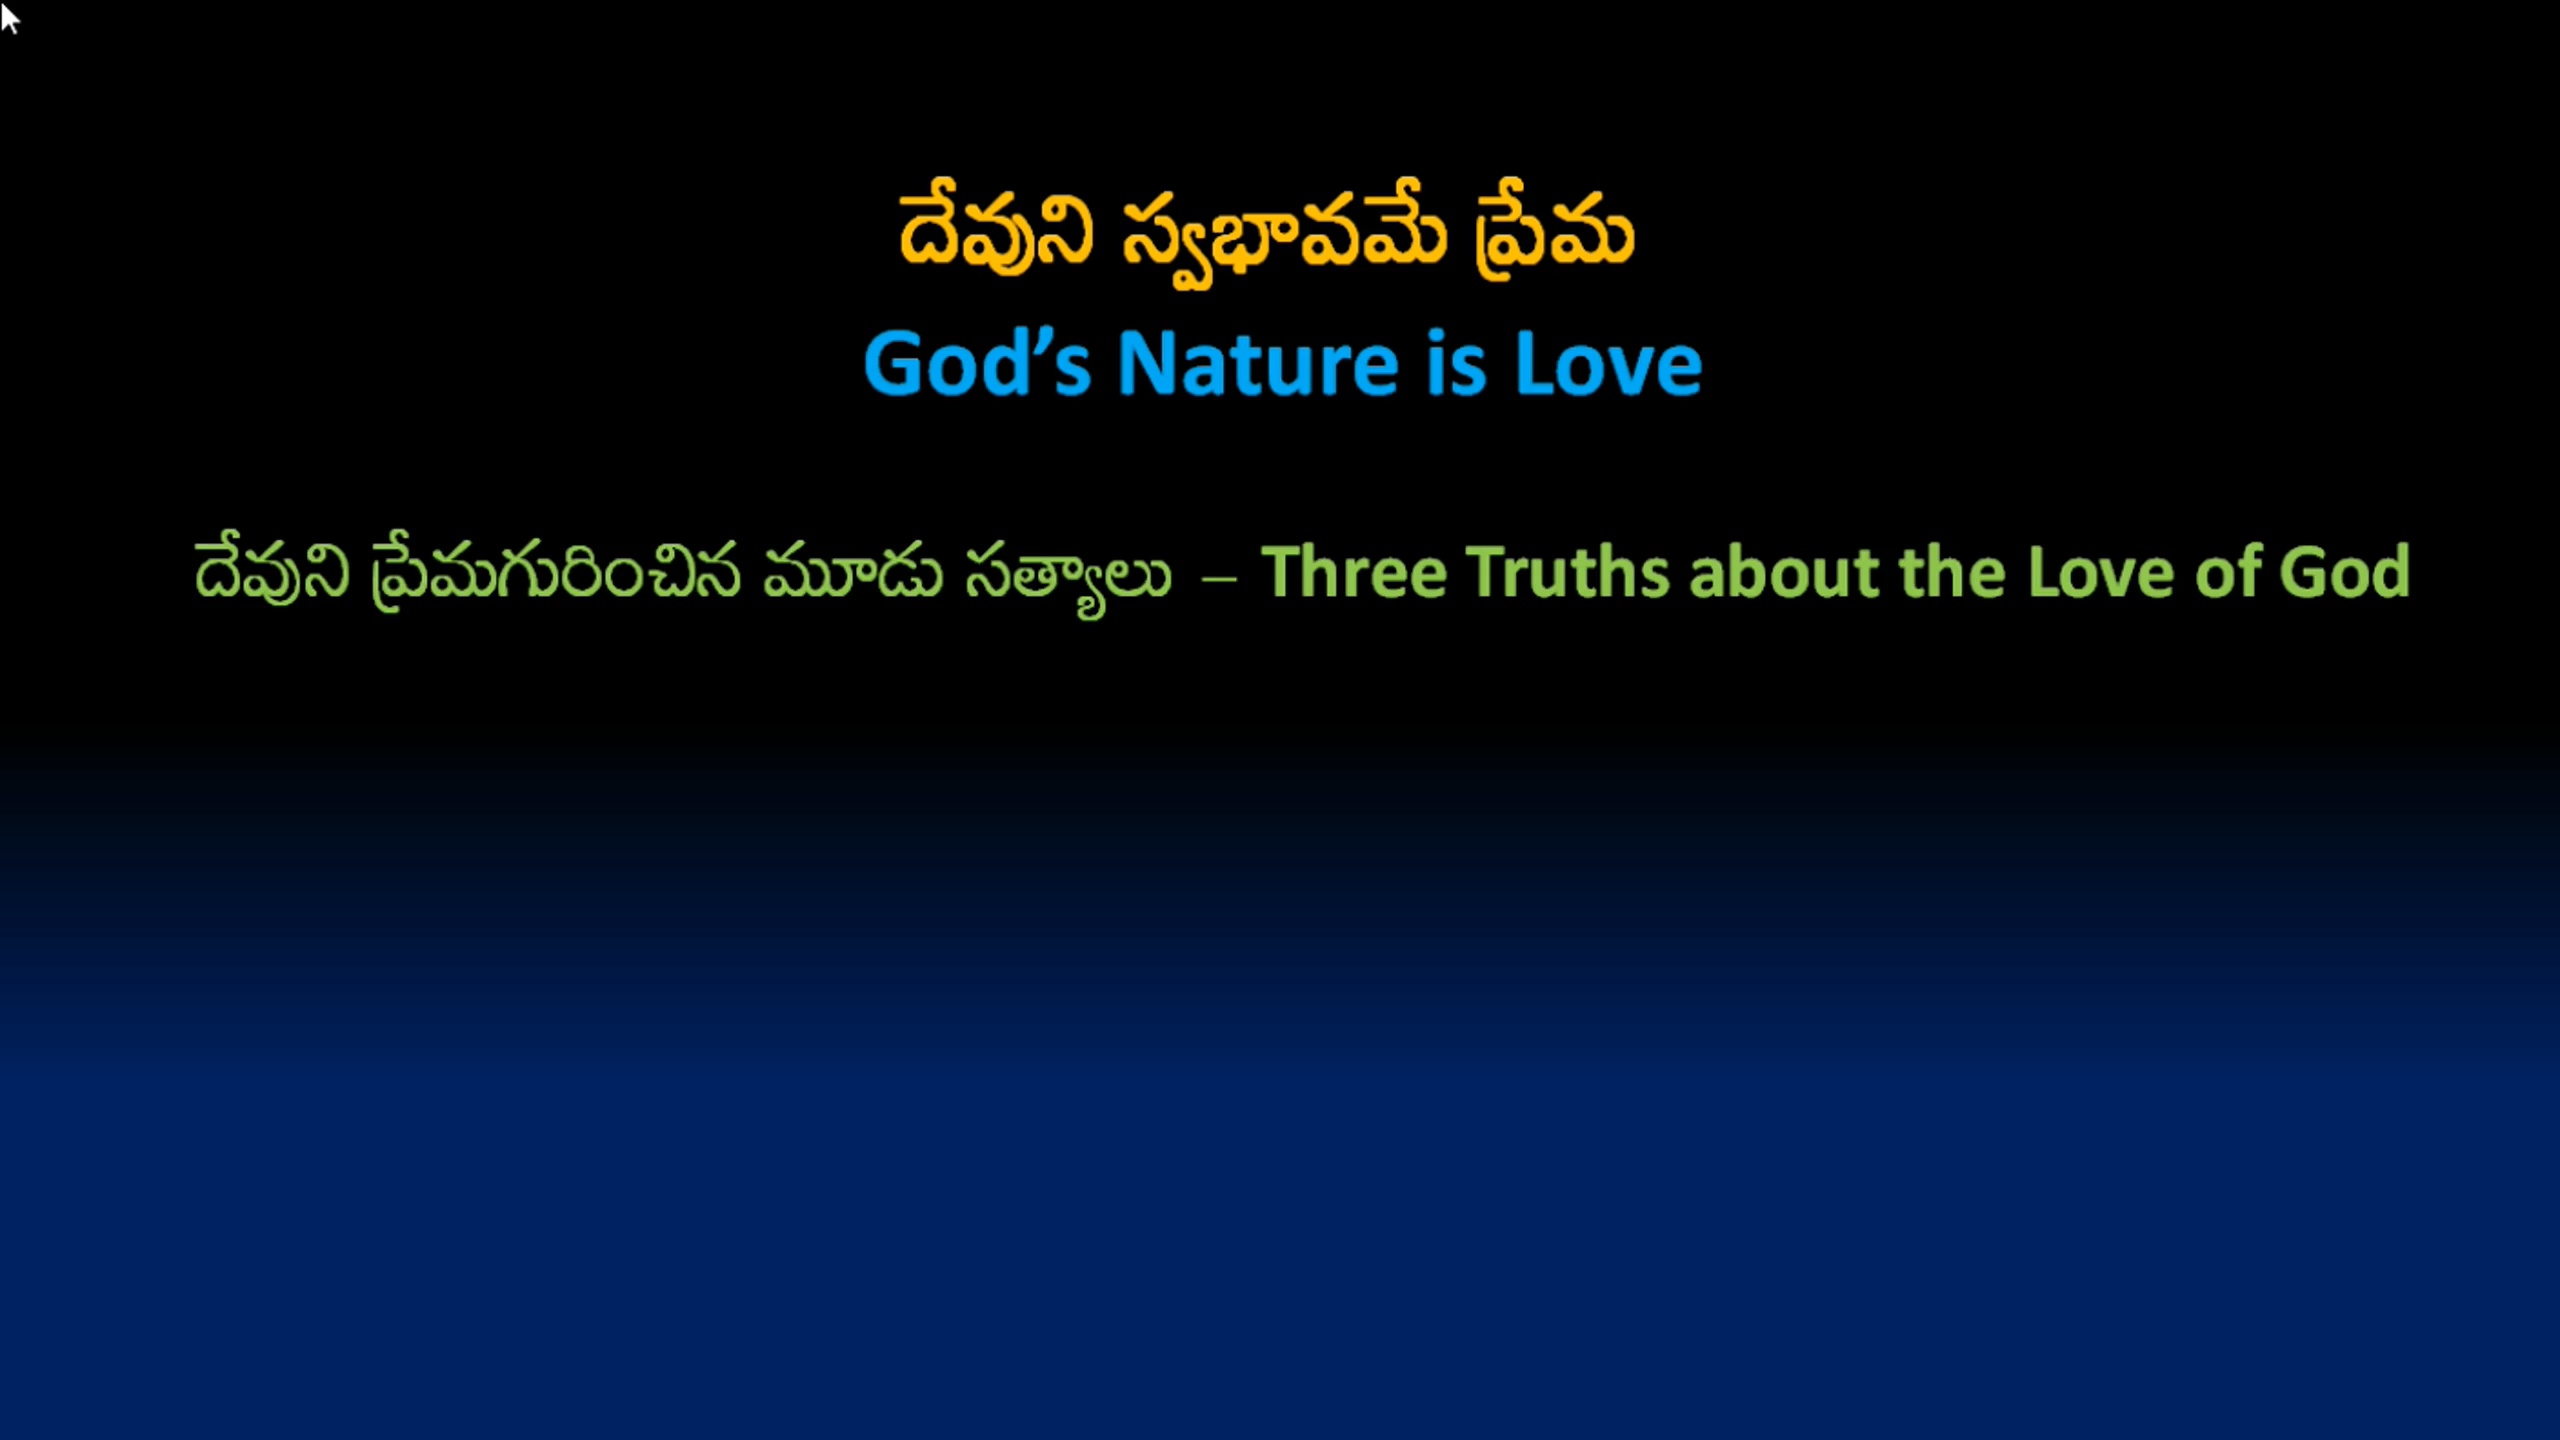 దేవుని స్వభావమే ప్రేమ
God’s Nature is Love
దేవుని ప్రేమగురించిన మూడు సత్యాలు – Three Truths about the Love of God